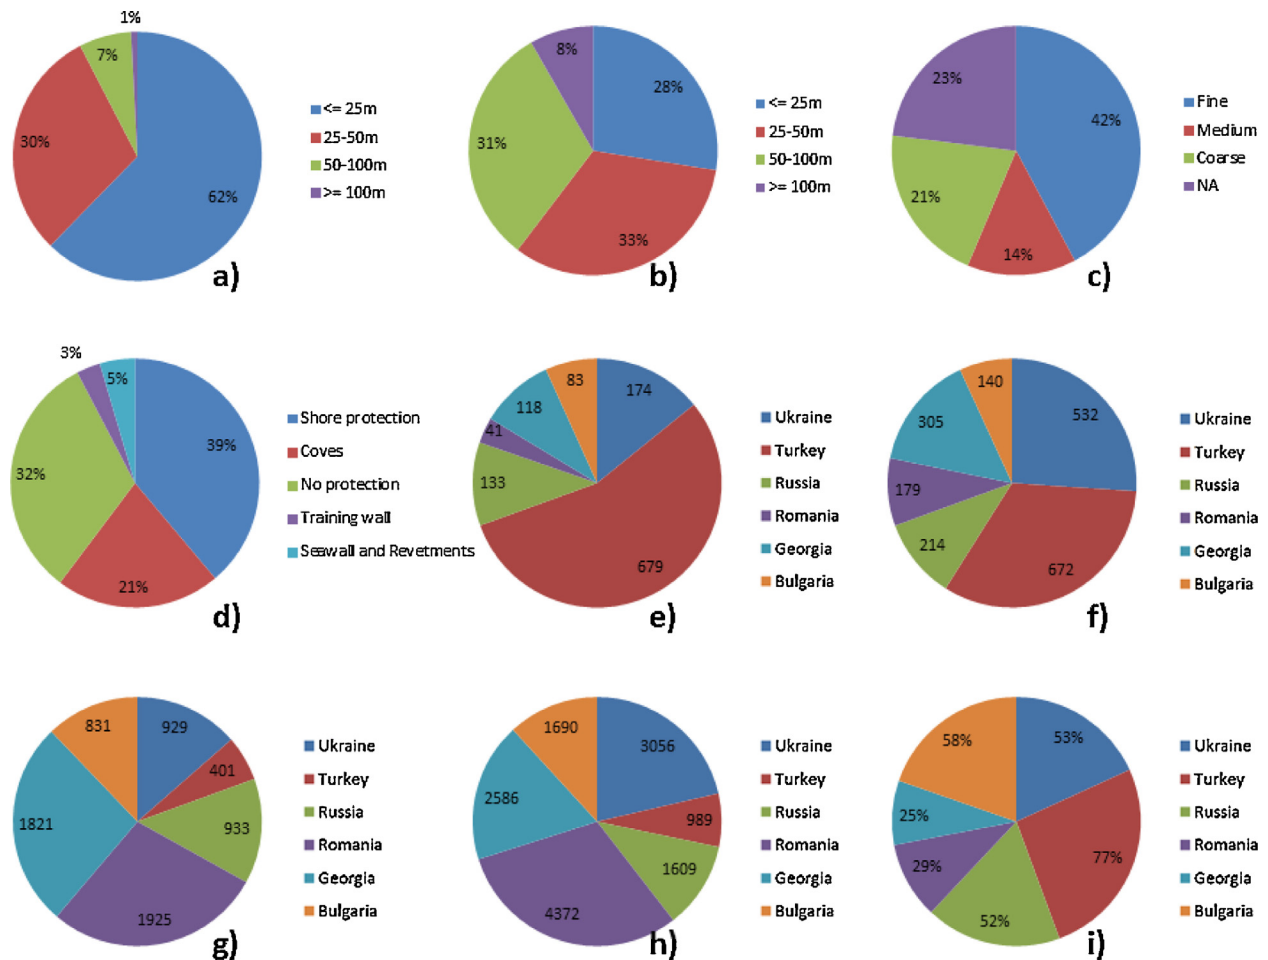 1%
7%
30%
62%
<= 25m
25-50m
50-100m
>= 100m
a)
8%
28%
31%
33%
<= 25m
25-50m
50-100m
>= 100m
b)
23%
42%
21%
14%
Fine
Medium
Coarse
NA
c)
3%
5%
39%
32%
21%
Shore protection
Coves
No protection
Training wall
Seawall and Revetments
d)
83
174
118
41
133
679
Ukraine
Turkey
Russia
Romania
Georgia
Bulgaria
e)
140
532
305
179
214
672
Ukraine
Turkey
Russia
Romania
Georgia
Bulgaria
f)
831
929
401
1821
933
1925
Ukraine
Turkey
Russia
Romania
Georgia
Bulgaria
g)
1690
3056
2586
989
1609
4372
Ukraine
Turkey
Russia
Romania
Georgia
Bulgaria
h)
58%
53%
25%
77%
29%
52%
Ukraine
Turkey
Russia
Romania
Georgia
Bulgaria
i)